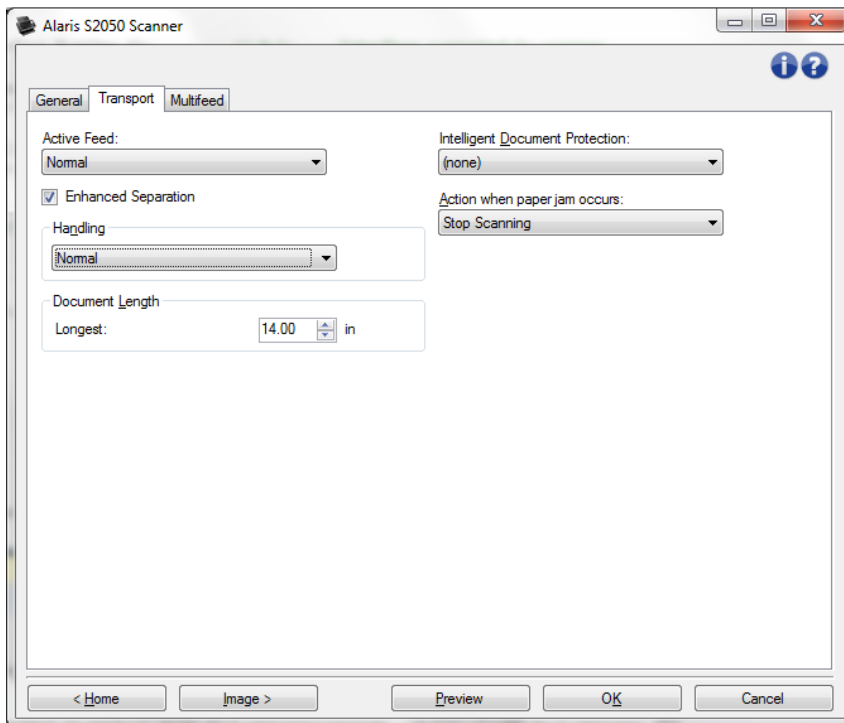 Alaris S2050 Scanner
General Transport Multifeed
Active Feed:
Normal
Enhanced Separation
Handling
Normal
Document Length
Longest: 14.00 in
Intelligent Document Protection:
(none)
Action when paper jam occurs:
Stop Scanning
< Home Image > Preview OK Cancel